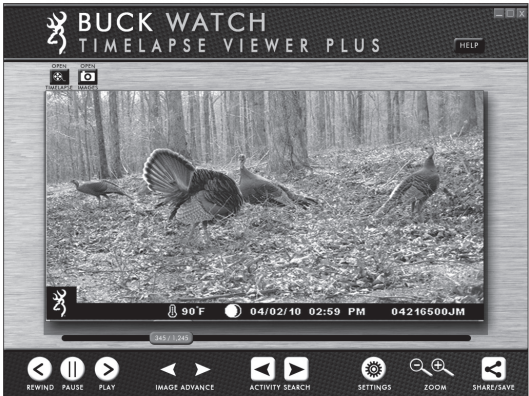 BUCK WATCH
TIMELAPSE VIEWER PLUS
HELP
OPEN
TIMELAPSE
OPEN
IMAGES
90°F 04/02/10 02:59 PM 04216500JM
345 / 1,245
REWIND PAUSE PLAY IMAGE ADVANCE ACTIVITY SEARCH SETTINGS ZOOM SHARE/SAVE